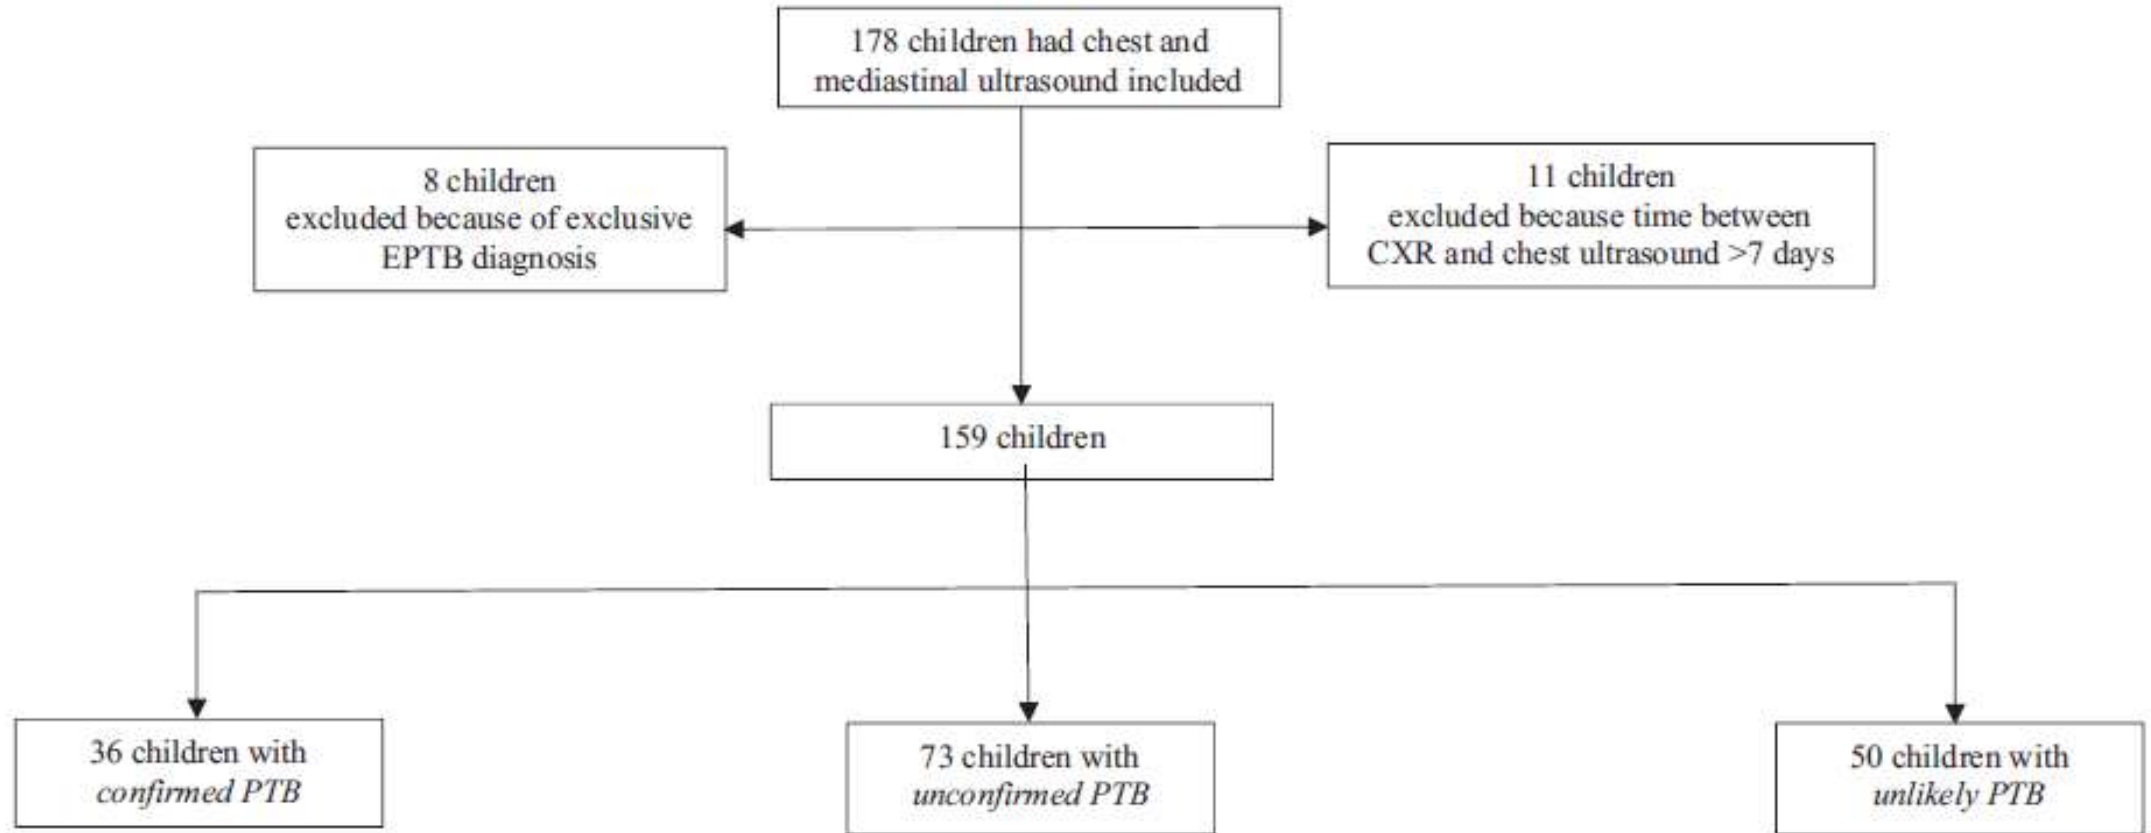 178 children had chest and
mediastinal ultrasound included
8 children
excluded because of exclusive
EPTB diagnosis
11 children
excluded because time between
CXR and chest ultrasound >7 days
159 children
36 children with
confirmed PTB
73 children with
unconfirmed PTB
50 children with
unlikely PTB